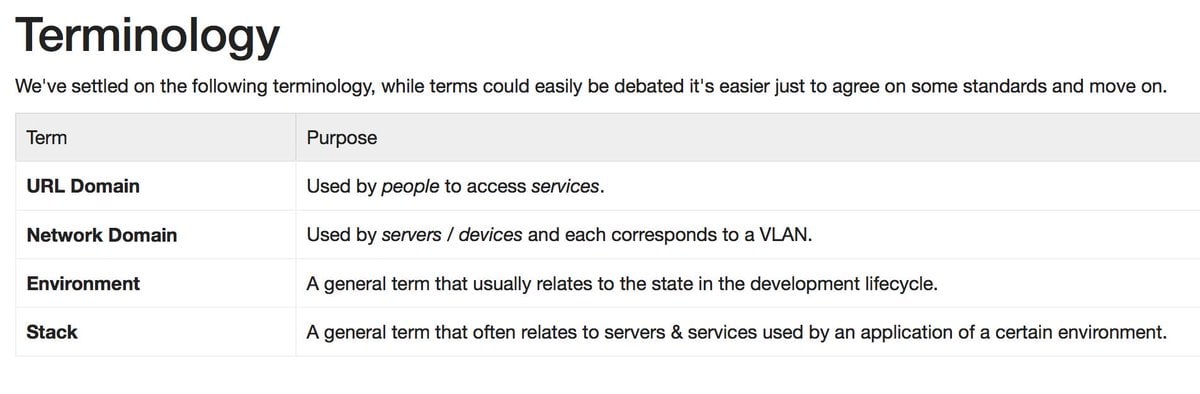 Terminology
We've settled on the following terminology, while terms could easily be debated it's easier just to agree on some standards and move on.
Term Purpose
URL Domain Used by people to access services.
Network Domain Used by servers / devices and each corresponds to a VLAN.
Environment A general term that usually relates to the state in the development lifecycle.
Stack A general term that often relates to servers & services used by an application of a certain environment.